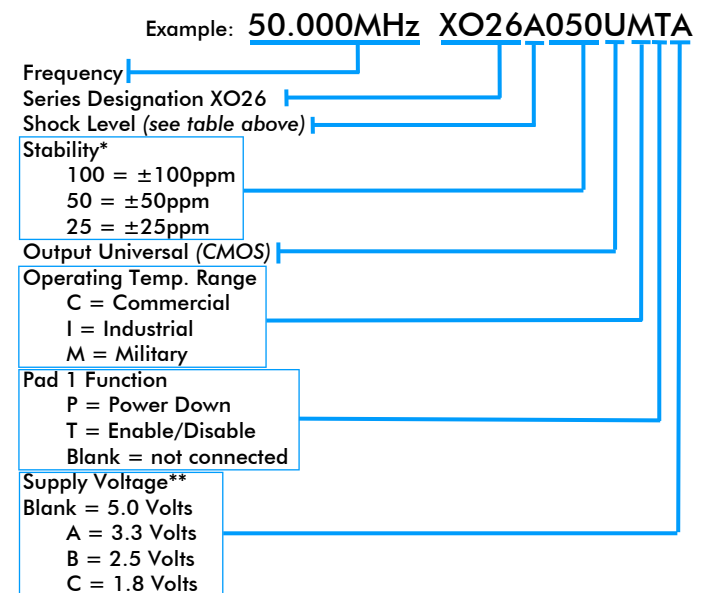 Example: 50.000MHz XO26A050UMTA
Frequency
Series Designation XO26
Shock Level (see table above)
Stability*
100 = ±100ppm
50 = ±50ppm
25 = ±25ppm
Output Universal (CMOS)
Operating Temp. Range
C = Commercial
I = Industrial
M = Military
Pad 1 Function
P = Power Down
T = Enable/Disable
Blank = not connected
Supply Voltage**
Blank = 5.0 Volts
A = 3.3 Volts
B = 2.5 Volts
C = 1.8 Volts